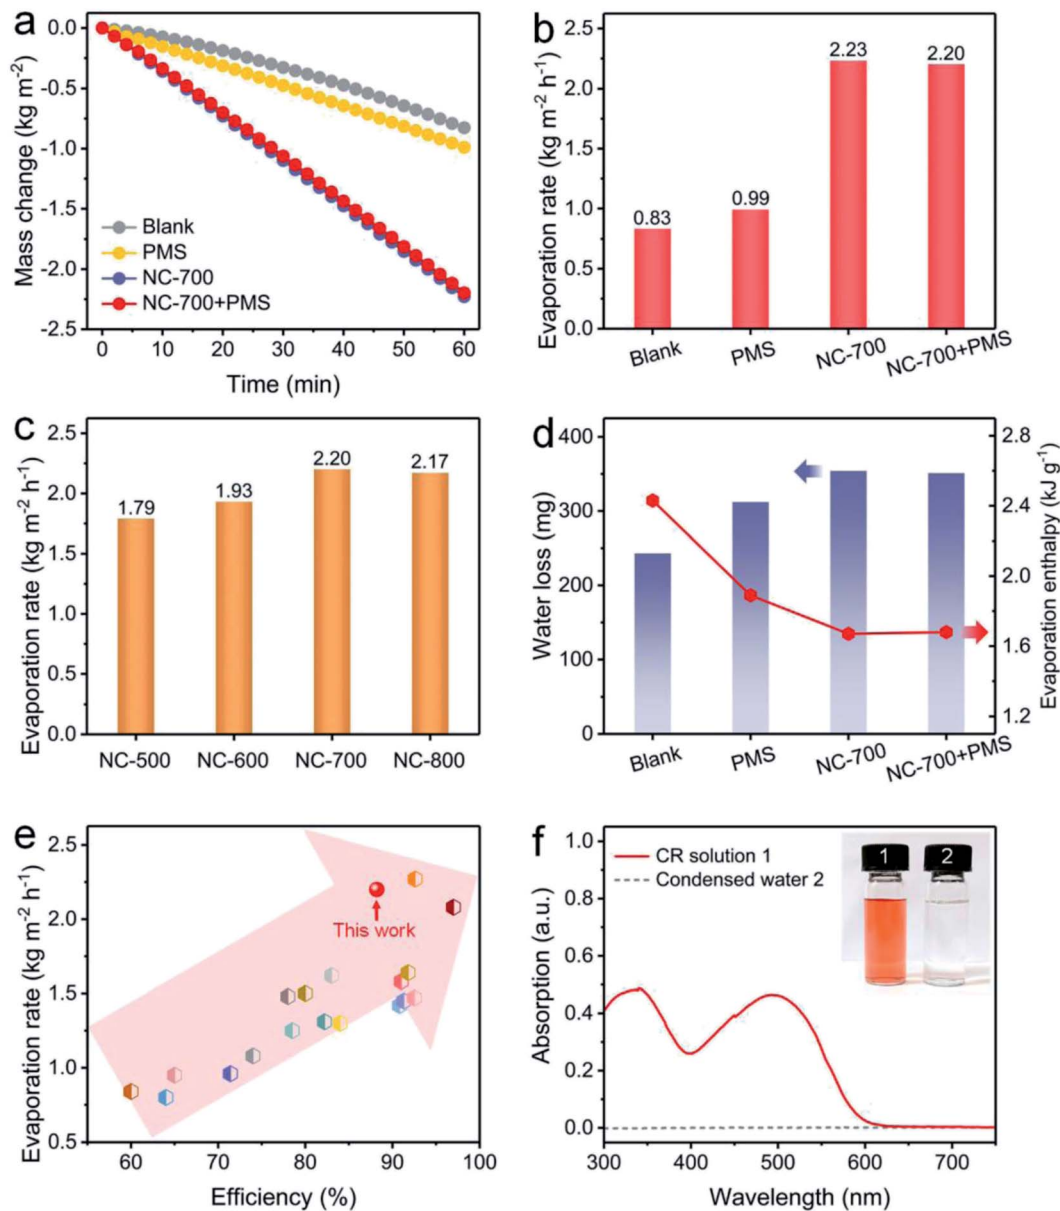 a
Mass change (kg m⁻²)
0.0
-0.5
-1.0
-1.5
-2.0
-2.5
Blank
PMS
NC-700
NC-700+PMS
0 10 20 30 40 50 60
Time (min)
b
Evaporation rate (kg m⁻² h⁻¹)
2.5
2.0
1.5
1.0
0.5
0.0
0.83
0.99
2.23
2.20
Blank
PMS
NC-700
NC-700+PMS
c
Evaporation rate (kg m⁻² h⁻¹)
2.5
2.0
1.5
1.0
0.5
0.0
1.79
1.93
2.20
2.17
NC-500 NC-600 NC-700 NC-800
d
Water loss (mg)
400
300
200
100
0
Evaporation enthalpy (kJ g⁻¹)
2.8
2.4
2.0
1.6
1.2
Blank
PMS
NC-700
NC-700+PMS
e
Evaporation rate (kg m⁻² h⁻¹)
2.5
2.0
1.5
1.0
0.5
This work
60 70 80 90 100
Efficiency (%)
f
Absorption (a.u.)
1.0
0.8
0.6
0.4
0.2
0.0
CR solution 1
Condensed water 2
1 2
300 400 500 600 700
Wavelength (nm)